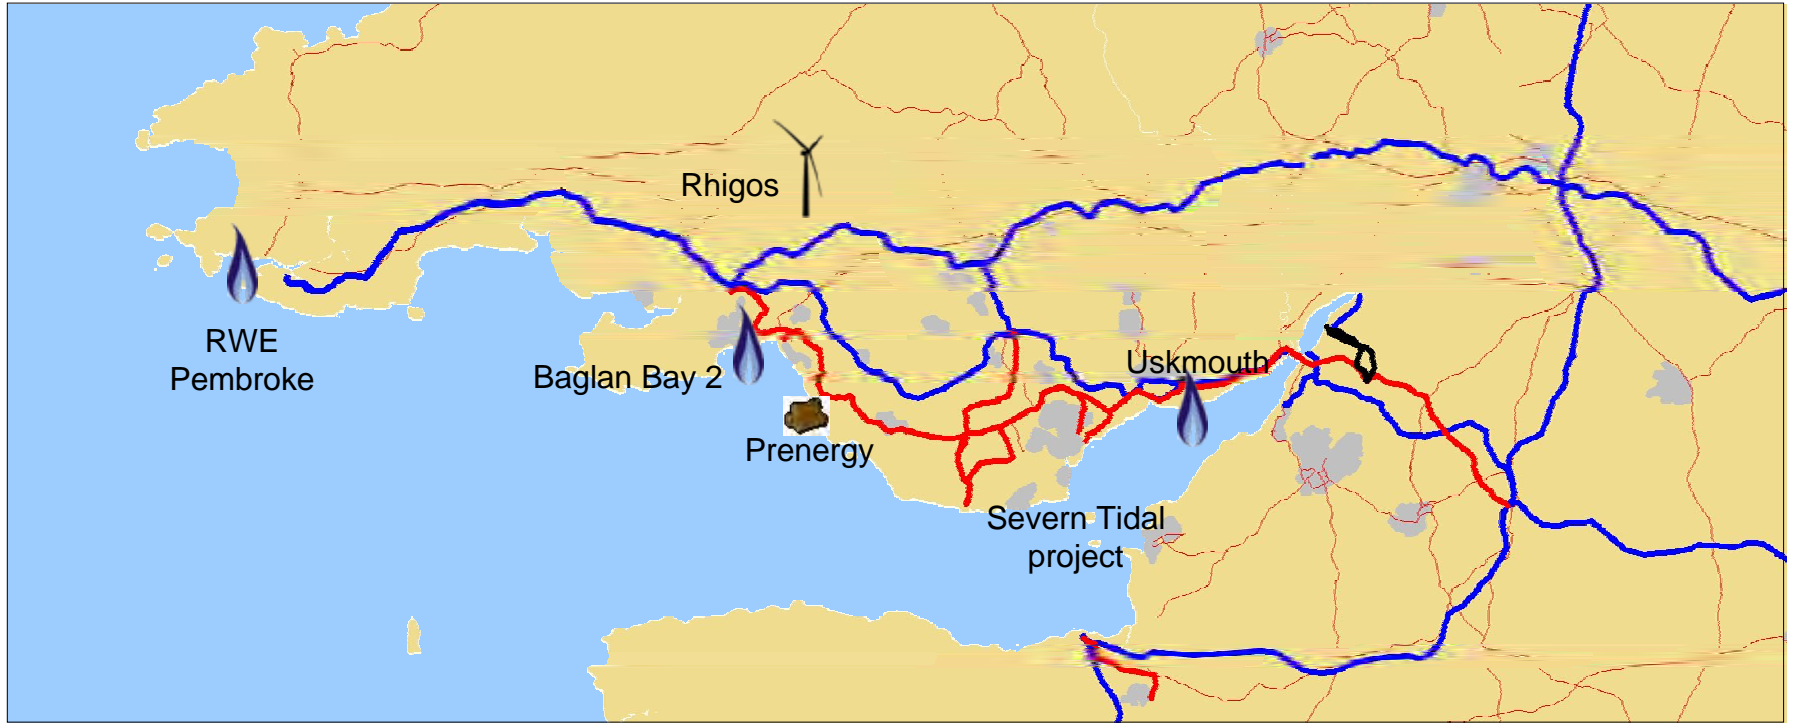 Rhigos
RWE
Pembroke
Baglan Bay 2
Uskmouth
Prenergy
Severn Tidal
project